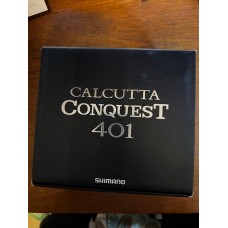 CALCUTTA
CONQUEST
401
SHIMANO